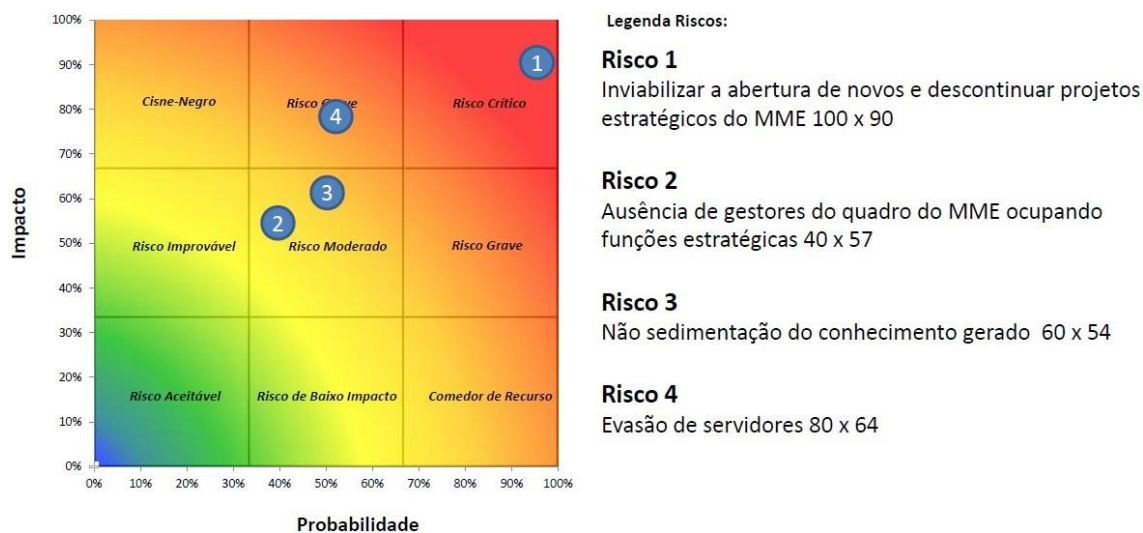 Impacto
100%
90%
80%
70%
60%
50%
40%
30%
20%
10%
0%
Cisne-Negro
Risco
Risco Crítico
Risco Improvável
Risco Moderado
Risco Grave
Risco Aceitável
Risco de Baixo Impacto
Comedor de Recurso
1
4
3
2
0% 10% 20% 30% 40% 50% 60% 70% 80% 90% 100%
Probabilidade
Legenda Riscos:
Risco 1
Inviabilizar a abertura de novos e descontinuar projetos
estratégicos do MME 100 x 90
Risco 2
Ausência de gestores do quadro do MME ocupando
funções estratégicas 40 x 57
Risco 3
Não sedimentação do conhecimento gerado 60 x 54
Risco 4
Evasão de servidores 80 x 64